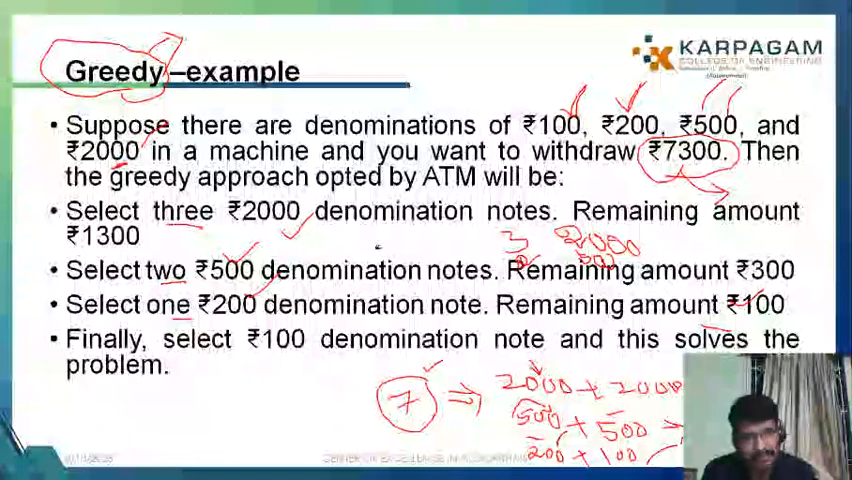 Greedy –example
KARPAGAM
COLLEGE OF ENGINEERING
• Suppose there are denominations of ₹100, ₹200, ₹500, and
₹2000 in a machine and you want to withdraw ₹7300. Then
the greedy approach opted by ATM will be:
• Select three ₹2000 denomination notes. Remaining amount
₹1300
3 2000
• Select two ₹500 denomination notes. Remaining amount ₹300
• Select one ₹200 denomination note. Remaining amount ₹100
• Finally, select ₹100 denomination note and this solves the
problem.
7 ⇒ 2000 + 2000
500 + 500
200 + 100